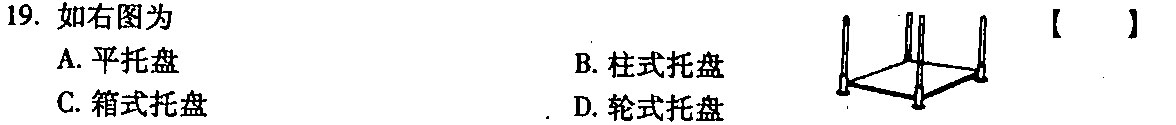 19. 如右图为 【 】
A. 平托盘 B. 柱式托盘
C. 箱式托盘 D. 轮式托盘